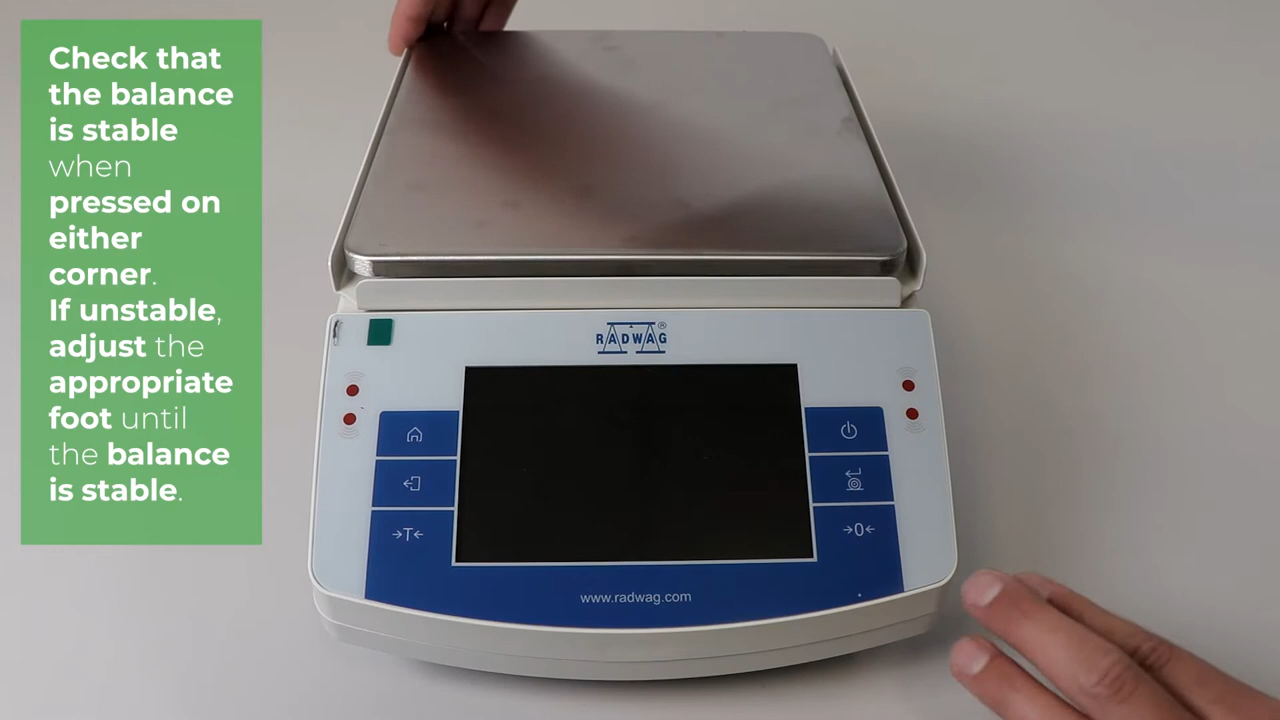 Check that
the balance
is stable
when
pressed on
either
corner.
If unstable,
adjust the
appropriate
foot until
the balance
is stable.
RADWAG®
→T←
→0←
www.radwag.com